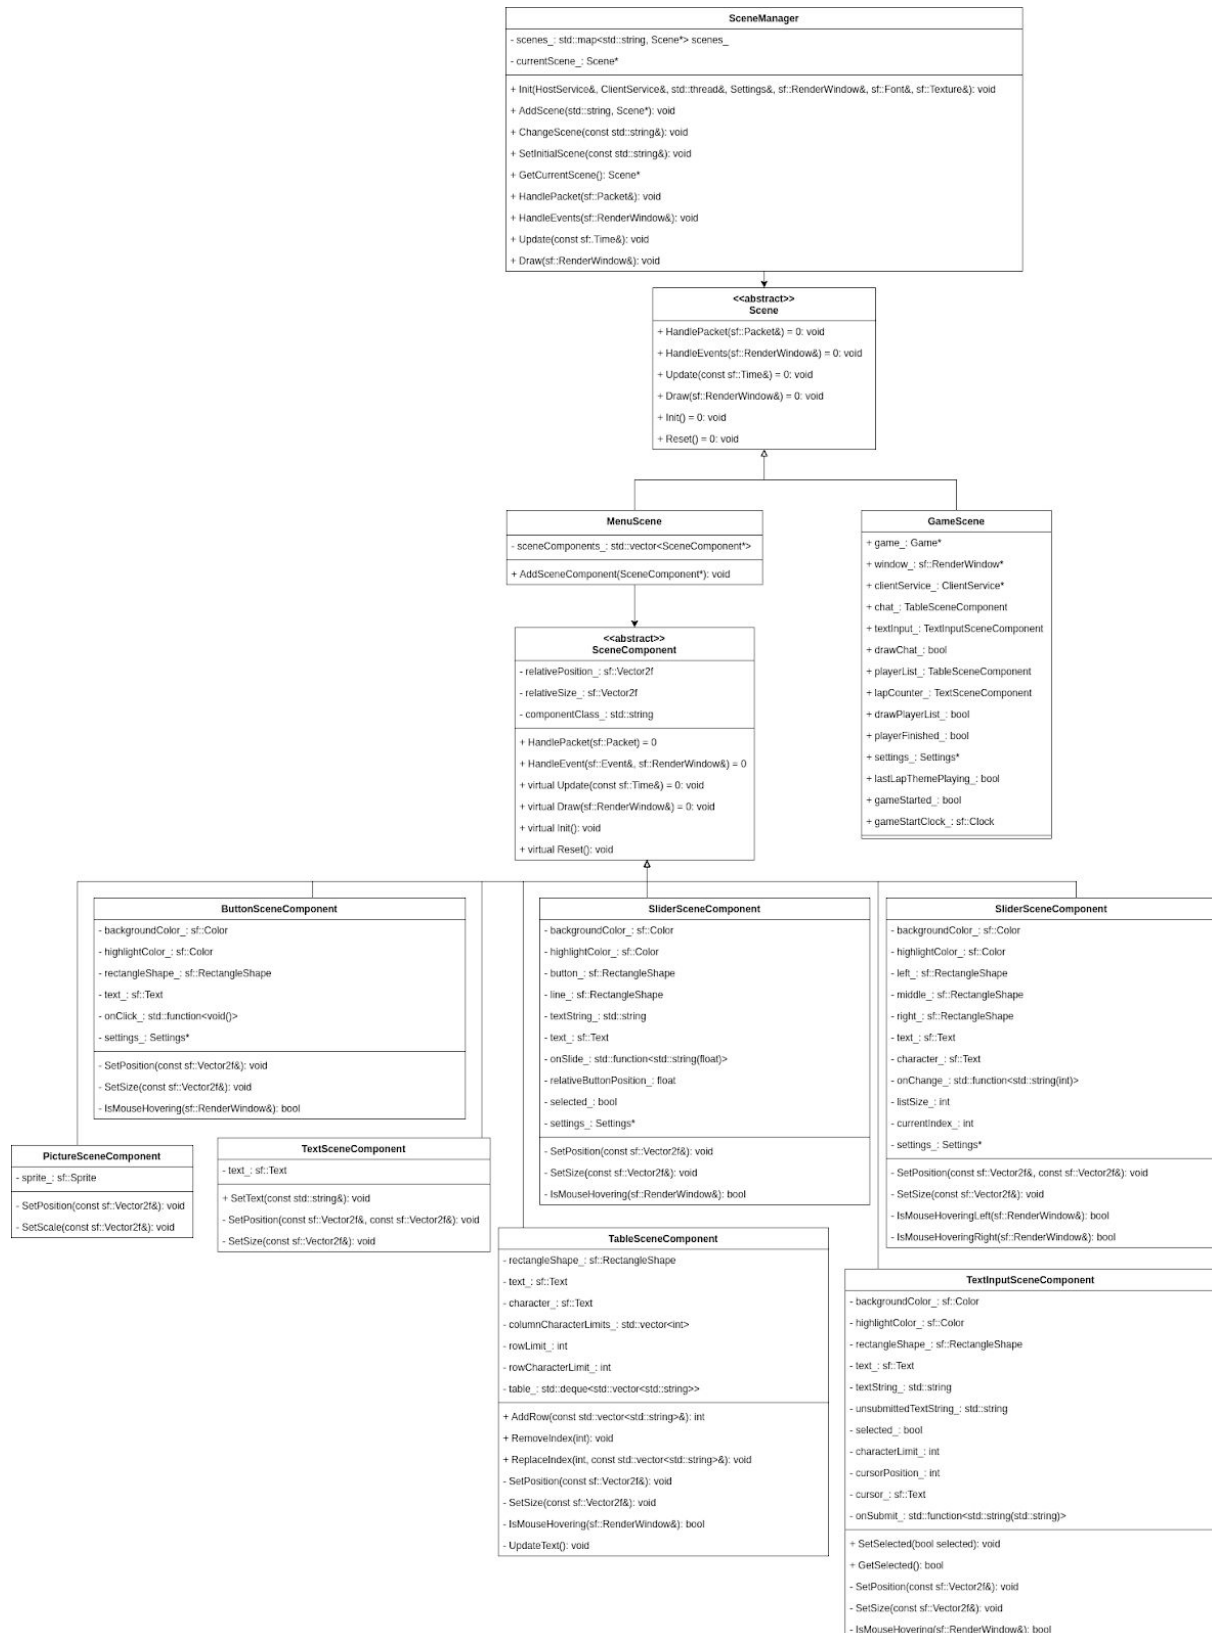 SceneManager
- scenes_: std::map<std::string, Scene*> scenes_
- currentScene_: Scene*
+ Init(HostService&, ClientService&, std::thread&, Settings&, sf::RenderWindow&, sf::Font&, sf::Texture&): void
+ AddScene(std::string, Scene*): void
+ ChangeScene(const std::string&): void
+ SetInitialScene(const std::string&): void
+ GetCurrentScene(): Scene*
+ HandlePacket(sf::Packet&): void
+ HandleEvents(sf::RenderWindow&): void
+ Update(const sf:.Time&): void
+ Draw(sf::RenderWindow&): void
<<abstract>>
Scene
+ HandlePacket(sf::Packet&) = 0: void
+ HandleEvents(sf::RenderWindow&) = 0: void
+ Update(const sf::Time&) = 0: void
+ Draw(sf::RenderWindow&) = 0: void
+ Init() = 0: void
+ Reset() = 0: void
MenuScene
- sceneComponents_: std::vector<SceneComponent*>
+ AddSceneComponent(SceneComponent*): void
GameScene
+ game_: Game*
+ window_: sf::RenderWindow*
+ clientService_: ClientService*
+ chat_: TableSceneComponent
+ textInput_: TextInputSceneComponent
+ drawChat_: bool
+ playerList_: TableSceneComponent
+ lapCounter_: TextSceneComponent
+ drawPlayerList_: bool
+ playerFinished_: bool
+ settings_: Settings*
+ lastLapThemePlaying_: bool
+ gameStarted_: bool
+ gameStartClock_: sf::Clock
<<abstract>>
SceneComponent
- relativePosition_: sf::Vector2f
- relativeSize_: sf::Vector2f
- componentClass_: std::string
+ HandlePacket(sf::Packet) = 0
+ HandleEvent(sf::Event&, sf::RenderWindow&) = 0
+ virtual Update(const sf::Time&) = 0: void
+ virtual Draw(sf::RenderWindow&) = 0: void
+ virtual Init(): void
+ virtual Reset(): void
ButtonSceneComponent
- backgroundColor_: sf::Color
- highlightColor_: sf::Color
- rectangleShape_: sf::RectangleShape
- text_: sf::Text
- onClick_: std::function<void()>
- settings_: Settings*
- SetPosition(const sf::Vector2f&): void
- SetSize(const sf::Vector2f&): void
- IsMouseHovering(sf::RenderWindow&): bool
SliderSceneComponent
- backgroundColor_: sf::Color
- highlightColor_: sf::Color
- button_: sf::RectangleShape
- line_: sf::RectangleShape
- textString_: std::string
- text_: sf::Text
- onSlide_: std::function<std::string(float)>
- relativeButtonPosition_: float
- selected_: bool
- settings_: Settings*
- SetPosition(const sf::Vector2f&): void
- SetSize(const sf::Vector2f&): void
- IsMouseHovering(sf::RenderWindow&): bool
SliderSceneComponent
- backgroundColor_: sf::Color
- highlightColor_: sf::Color
- left_: sf::RectangleShape
- middle_: sf::RectangleShape
- right_: sf::RectangleShape
- text_: sf::Text
- character_: sf::Text
- onChange_: std::function<std::string(int)>
- listSize_: int
- currentIndex_: int
- settings_: Settings*
- SetPosition(const sf::Vector2f&, const sf::Vector2f&): void
- SetSize(const sf::Vector2f&): void
- IsMouseHoveringLeft(sf::RenderWindow&): bool
- IsMouseHoveringRight(sf::RenderWindow&): bool
PictureSceneComponent
- sprite_: sf::Sprite
- SetPosition(const sf::Vector2f&): void
- SetScale(const sf::Vector2f&): void
TextSceneComponent
- text_: sf::Text
+ SetText(const std::string&): void
- SetPosition(const sf::Vector2f&, const sf::Vector2f&): void
- SetSize(const sf::Vector2f&): void
TableSceneComponent
- rectangleShape_: sf::RectangleShape
- text_: sf::Text
- character_: sf::Text
- columnCharacterLimits_: std::vector<int>
- rowLimit_: int
- rowCharacterLimit_: int
- table_: std::deque<std::vector<std::string>>
+ AddRow(const std::vector<std::string>&): int
+ RemoveIndex(int): void
+ ReplaceIndex(int, const std::vector<std::string>&): void
- SetPosition(const sf::Vector2f&): void
- SetSize(const sf::Vector2f&): void
- IsMouseHovering(sf::RenderWindow&): bool
- UpdateText(): void
TextInputSceneComponent
- backgroundColor_: sf::Color
- highlightColor_: sf::Color
- rectangleShape_: sf::RectangleShape
- text_: sf::Text
- textString_: std::string
- unsubmittedTextString_: std::string
- selected_: bool
- characterLimit_: int
- cursorPosition_: int
- cursor_: sf::Text
- onSubmit_: std::function<std::string(std::string)>
+ SetSelected(bool selected): void
+ GetSelected(): bool
- SetPosition(const sf::Vector2f&): void
- SetSize(const sf::Vector2f&): void
- IsMouseHovering(sf::RenderWindow&): bool